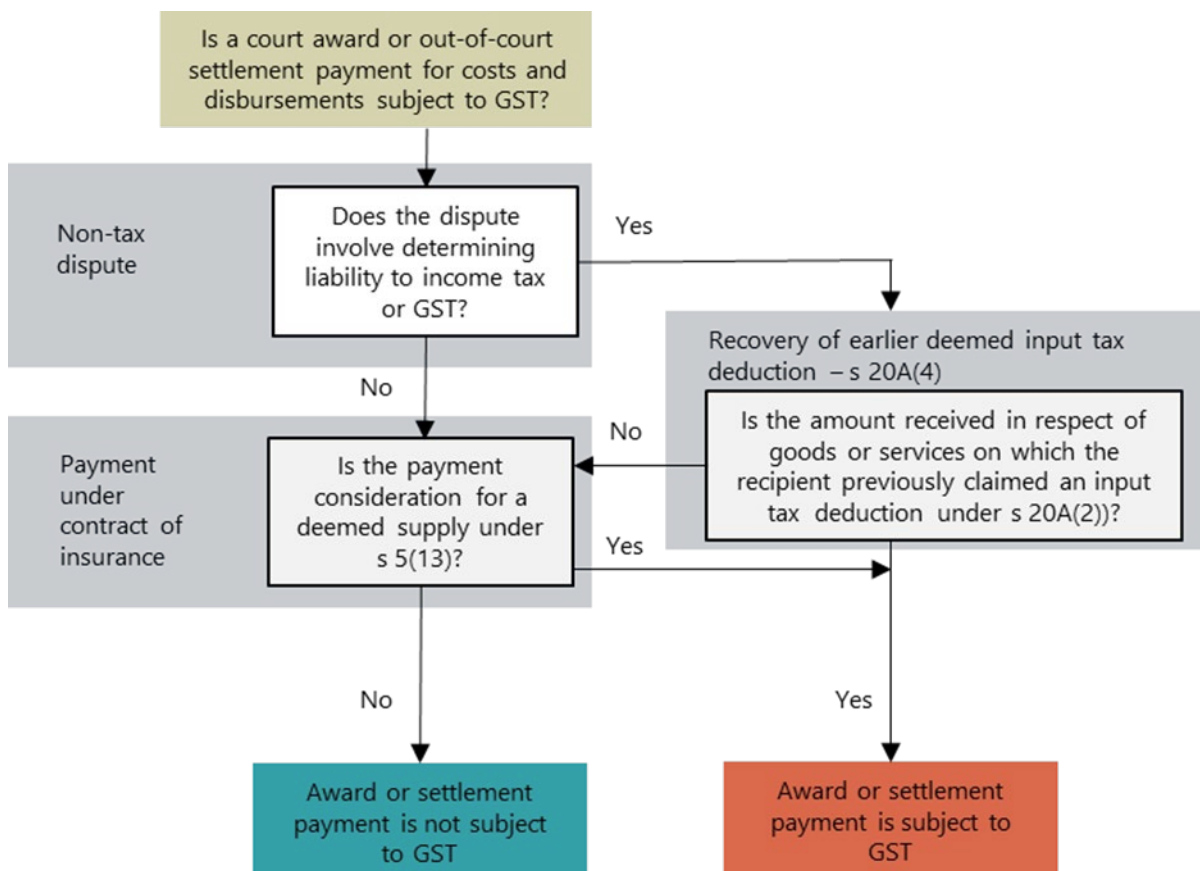 Is a court award or out-of-court
settlement payment for costs and
disbursements subject to GST?
Non-tax
dispute
Does the dispute
involve determining
liability to income tax
or GST?
Yes
No
Recovery of earlier deemed input tax
deduction – s 20A(4)
Is the amount received in respect of
goods or services on which the
recipient previously claimed an input
tax deduction under s 20A(2))?
No
Payment
under
contract of
insurance
Is the payment
consideration for a
deemed supply under
s 5(13)?
Yes
No
Yes
Award or settlement
payment is not subject
to GST
Award or settlement
payment is subject to
GST